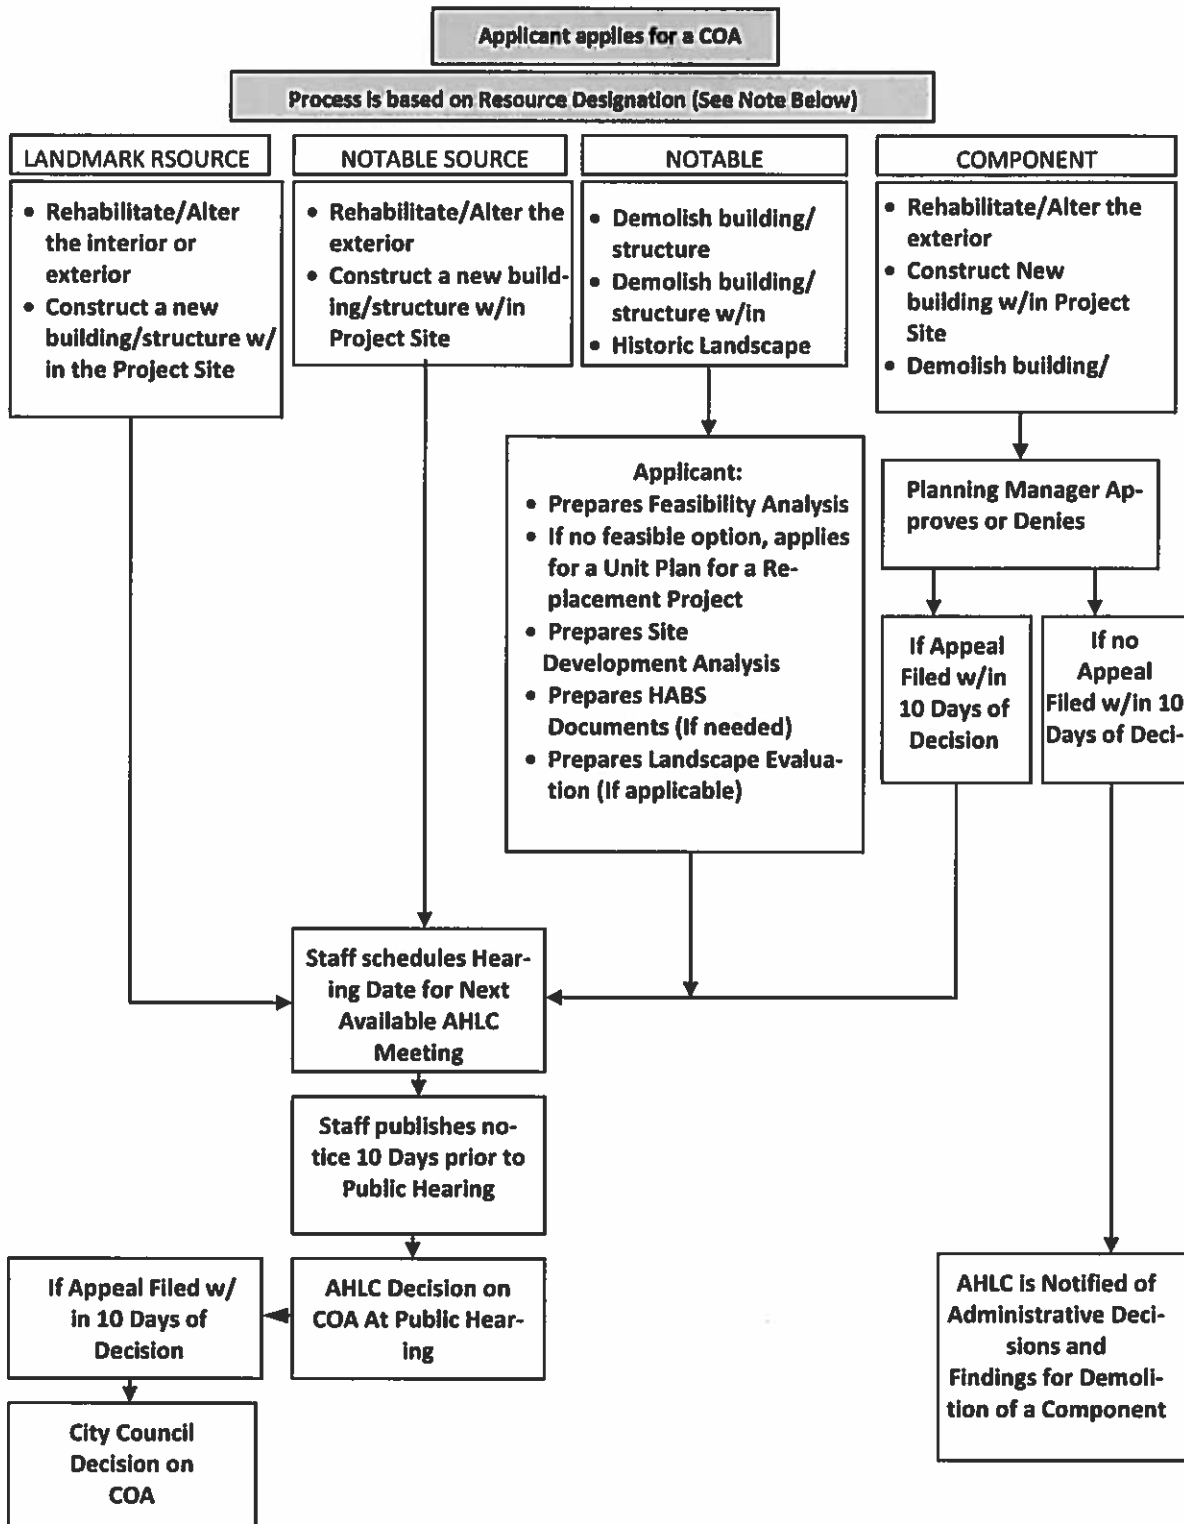 Applicant applies for a COA
Process is based on Resource Designation (See Note Below)
LANDMARK RSOURCE
• Rehabilitate/Alter
the interior or
exterior
• Construct a new
building/structure w/
in the Project Site
NOTABLE SOURCE
• Rehabilitate/Alter the
exterior
• Construct a new build-
ing/structure w/in
Project Site
NOTABLE
• Demolish building/
structure
• Demolish building/
structure w/in
• Historic Landscape
COMPONENT
• Rehabilitate/Alter the
exterior
• Construct New
building w/in Project
Site
• Demolish building/
Applicant:
• Prepares Feasibility Analysis
• If no feasible option, applies
for a Unit Plan for a Re-
placement Project
• Prepares Site
Development Analysis
• Prepares HABS
Documents (If needed)
• Prepares Landscape Evalua-
tion (If applicable)
Planning Manager Ap-
proves or Denies
If Appeal
Filed w/in
10 Days of
Decision
If no
Appeal
Filed w/in 10
Days of Deci-
Staff schedules Hear-
ing Date for Next
Available AHLC
Meeting
Staff publishes no-
tice 10 Days prior to
Public Hearing
AHLC Decision on
COA At Public Hear-
ing
If Appeal Filed w/
in 10 Days of
Decision
City Council
Decision on
COA
AHLC is Notified of
Administrative Deci-
sions and
Findings for Demoli-
tion of a Component